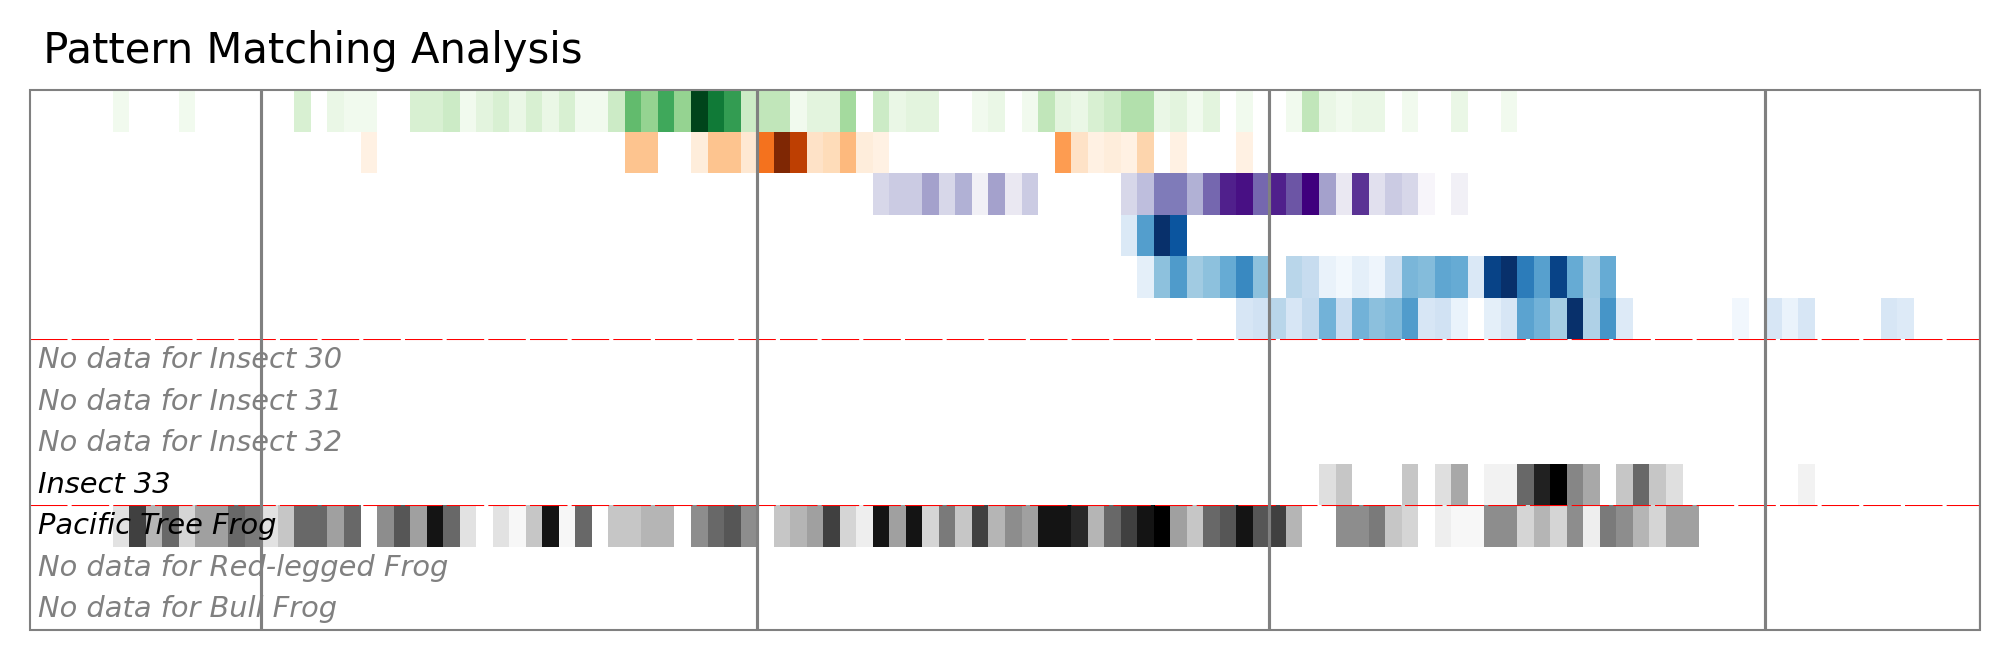 Pattern Matching Analysis
No data for Insect 30
No data for Insect 31
No data for Insect 32
Insect 33
Pacific Tree Frog
No data for Red-legged Frog
No data for Bull Frog